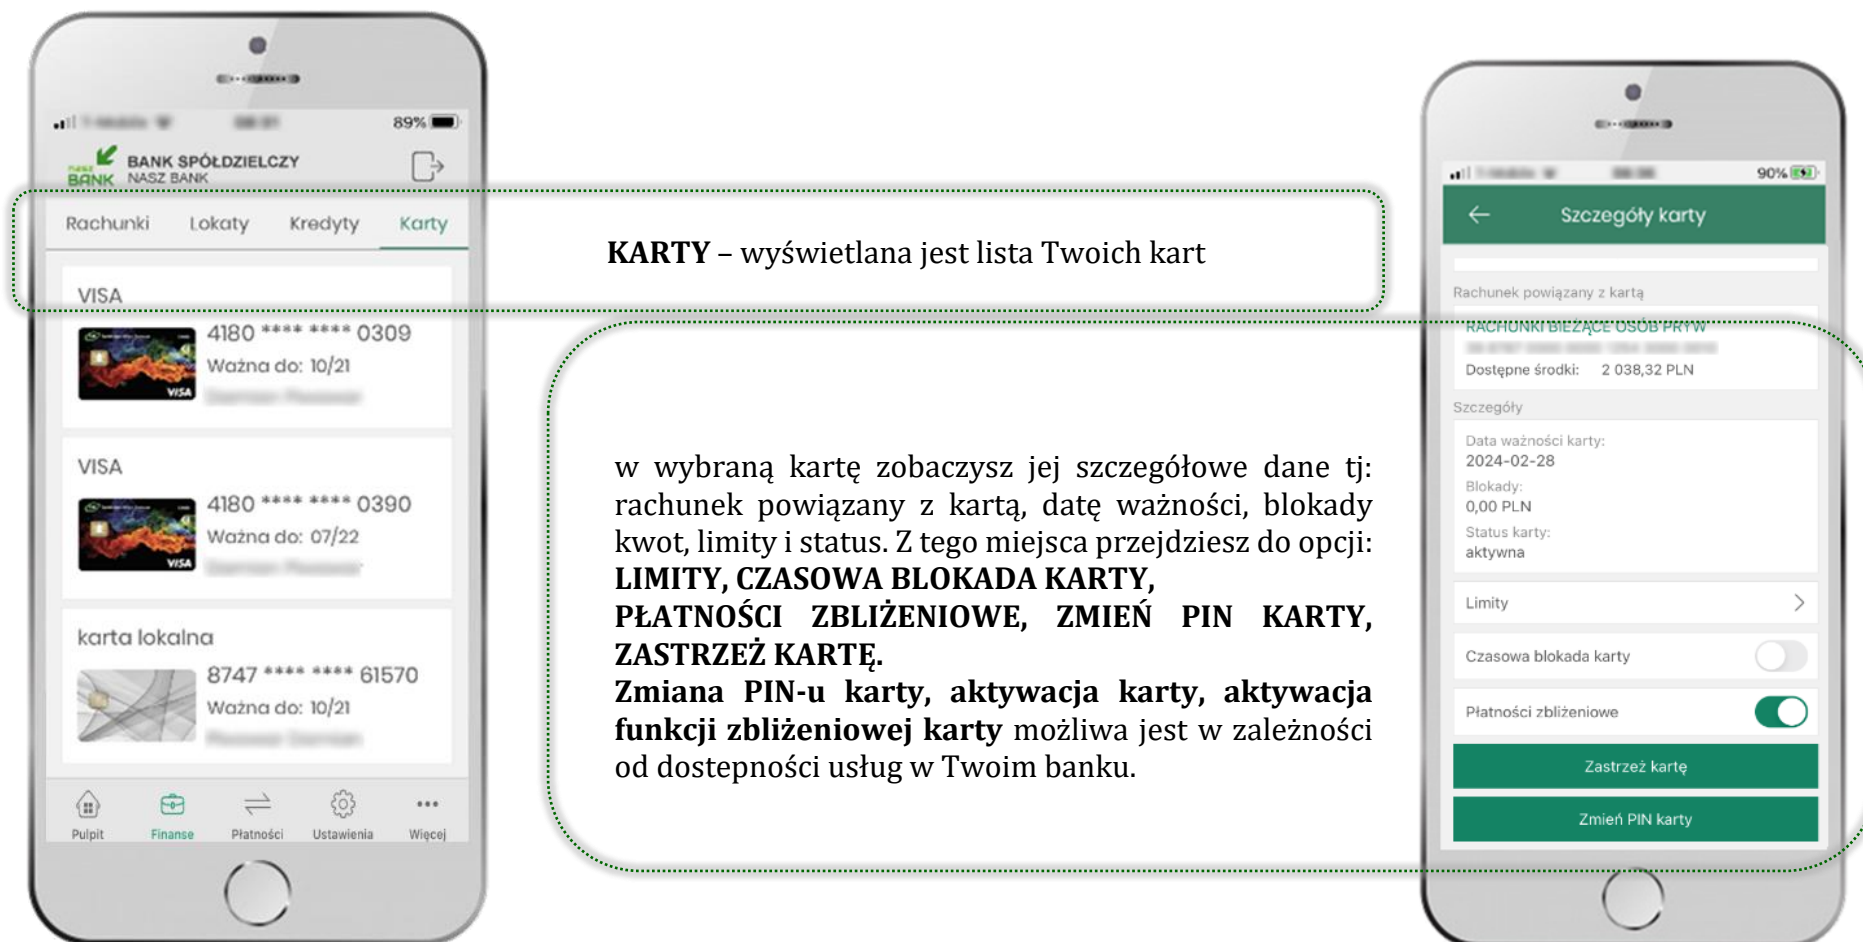 89%
nasz
BANK
BANK SPÓŁDZIELCZY
NASZ BANK
Rachunki Lokaty Kredyty Karty
VISA
4180 **** **** 0309
Ważna do: 10/21
VISA
VISA
4180 **** **** 0390
Ważna do: 07/22
VISA
karta lokalna
8747 **** **** 61570
Ważna do: 10/21
Pulpit Finanse Płatności Ustawienia Więcej
KARTY – wyświetlana jest lista Twoich kart
w wybraną kartę zobaczysz jej szczegółowe dane tj:
rachunek powiązany z kartą, datę ważności, blokady
kwot, limity i status. Z tego miejsca przejdziesz do opcji:
LIMITY, CZASOWA BLOKADA KARTY,
PŁATNOŚCI ZBLIŻENIOWE, ZMIEŃ PIN KARTY,
ZASTRZEŻ KARTĘ.
Zmiana PIN-u karty, aktywacja karty, aktywacja
funkcji zbliżeniowej karty możliwa jest w zależności
od dostepności usług w Twoim banku.
90%
Szczegóły karty
Rachunek powiązany z kartą
RACHUNKI BIEŻĄCE OSÓB PRYW
Dostępne środki: 2 038,32 PLN
Szczegóły
Data ważności karty:
2024-02-28
Blokady:
0,00 PLN
Status karty:
aktywna
Limity
Czasowa blokada karty
Płatności zbliżeniowe
Zastrzeż kartę
Zmień PIN karty